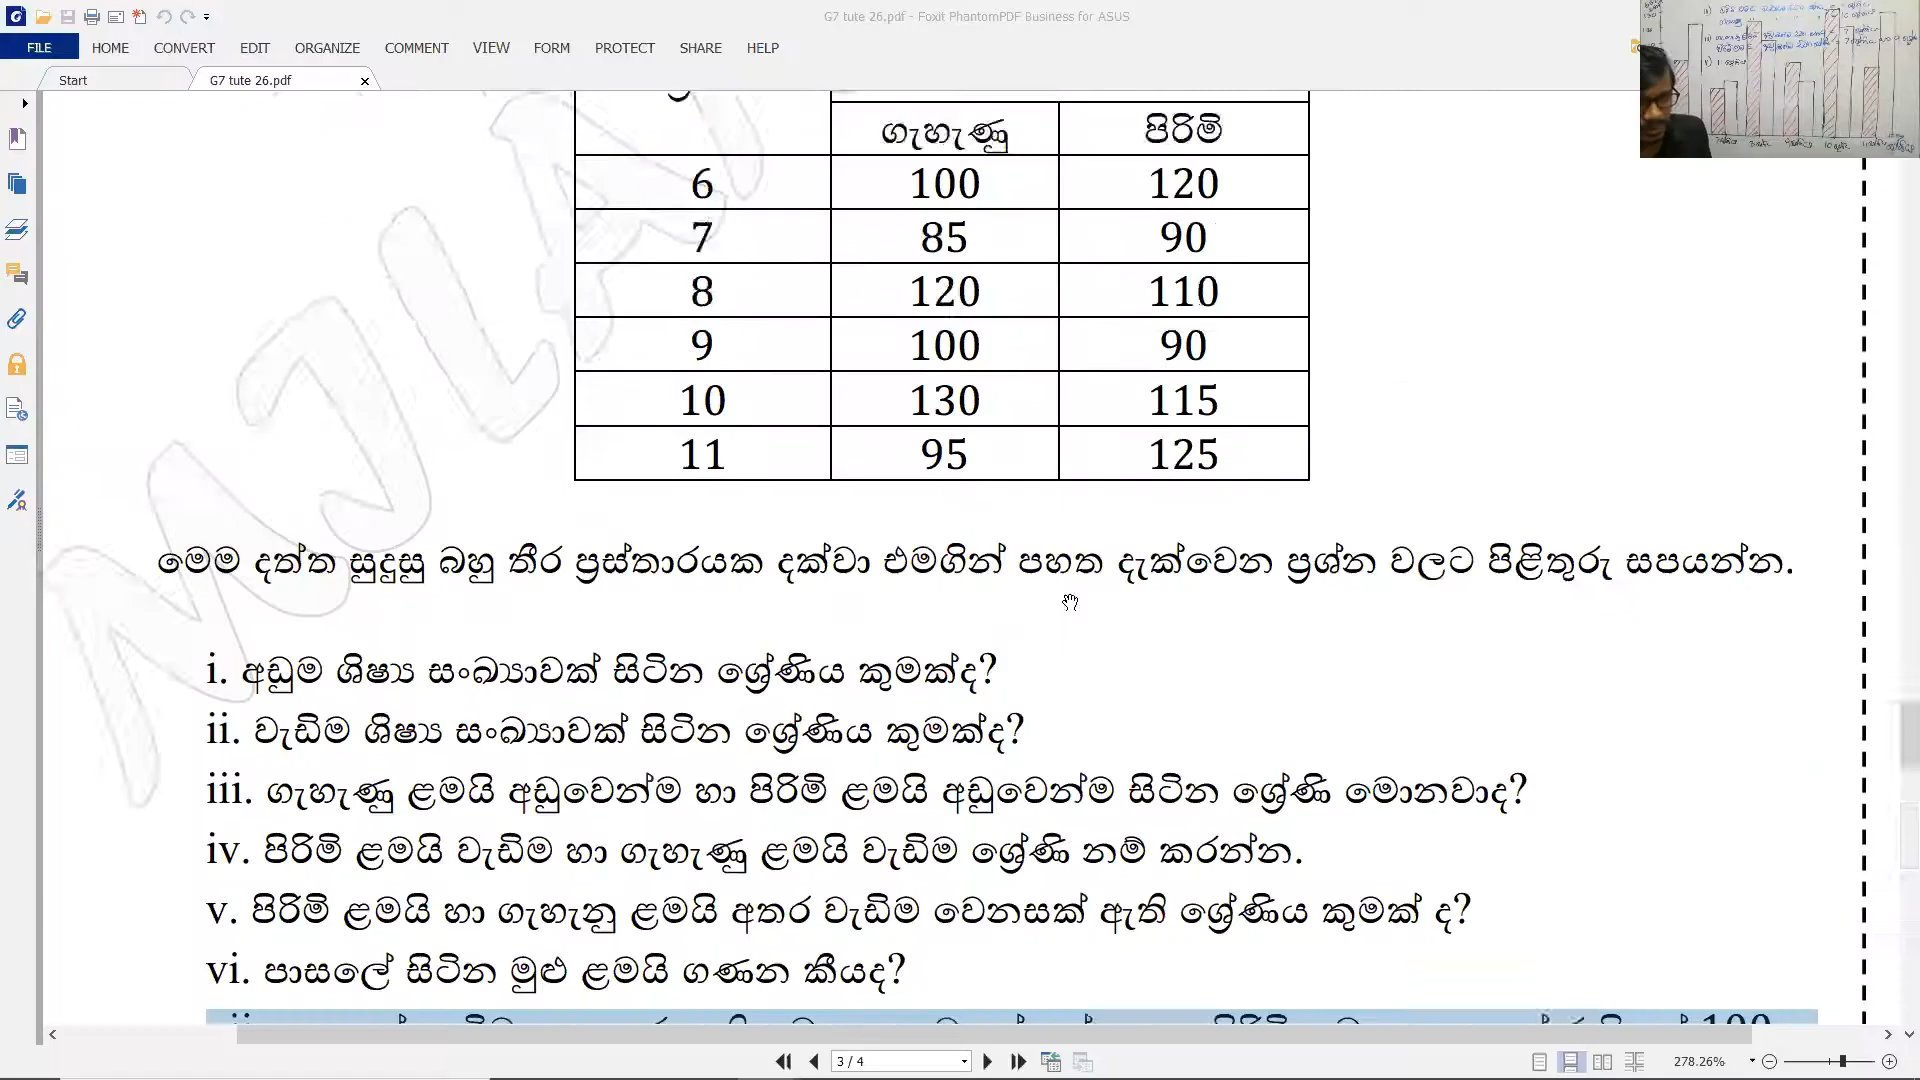 G7 tute 26.pdf - Foxit PhantomPDF Business for ASUS
FILE HOME CONVERT EDIT ORGANIZE COMMENT VIEW FORM PROTECT SHARE HELP
Start G7 tute 26.pdf
ගැහැණු පිරිමි
6 100 120
7 85 90
8 120 110
9 100 90
10 130 115
11 95 125
මෙම දත්ත සුදුසු බහු තීර ප්‍රස්තාරයක දක්වා එමගින් පහත දැක්වෙන ප්‍රශ්න වලට පිළිතුරු සපයන්න.
i. අඩුම ශිෂ්‍ය සංඛ්‍යාවක් සිටින ශ්‍රේණිය කුමක්ද?
ii. වැඩිම ශිෂ්‍ය සංඛ්‍යාවක් සිටින ශ්‍රේණිය කුමක්ද?
iii. ගැහැණු ළමයි අඩුවෙන්ම හා පිරිමි ළමයි අඩුවෙන්ම සිටින ශ්‍රේණි මොනවාද?
iv. පිරිමි ළමයි වැඩිම හා ගැහැණු ළමයි වැඩිම ශ්‍රේණි නම් කරන්න.
v. පිරිමි ළමයි හා ගැහැනු ළමයි අතර වැඩිම වෙනසක් ඇති ශ්‍රේණිය කුමක් ද?
vi. පාසලේ සිටින මුළු ළමයි ගණන කීයද?
3 / 4
278.26%